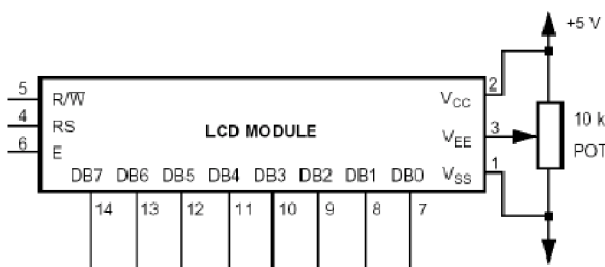 +5 V
5 R/W̅ VCC 2
4 RS LCD MODULE VEE 3 10 k
6 E POT
DB7 DB6 DB5 DB4 DB3 DB2 DB1 DB0 VSS 1
14 13 12 11 10 9 8 7